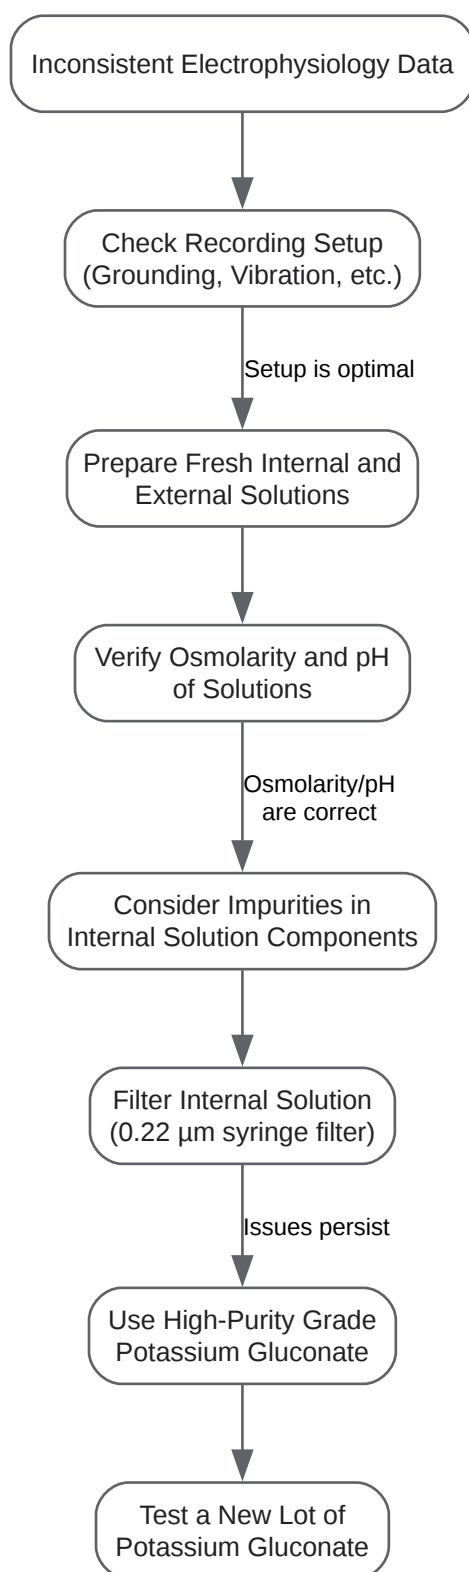 Inconsistent Electrophysiology Data
Check Recording Setup
(Grounding, Vibration, etc.)
Setup is optimal
Prepare Fresh Internal and
External Solutions
Verify Osmolarity and pH
of Solutions
Osmolarity/pH
are correct
Consider Impurities in
Internal Solution Components
Filter Internal Solution
(0.22 µm syringe filter)
Issues persist
Use High-Purity Grade
Potassium Gluconate
Test a New Lot of
Potassium Gluconate